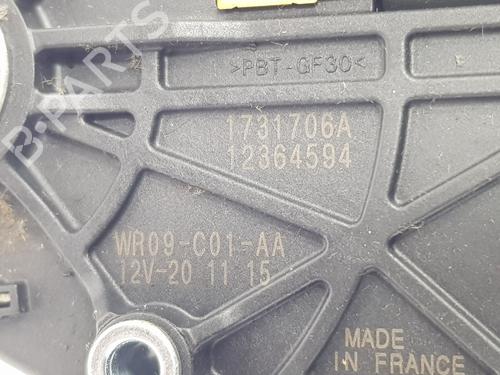 >PBT-GF30<
1731706A
12364594
WR09-C01-AA
12V-20 11 15
MADE
IN FRANCE
B-PARTS